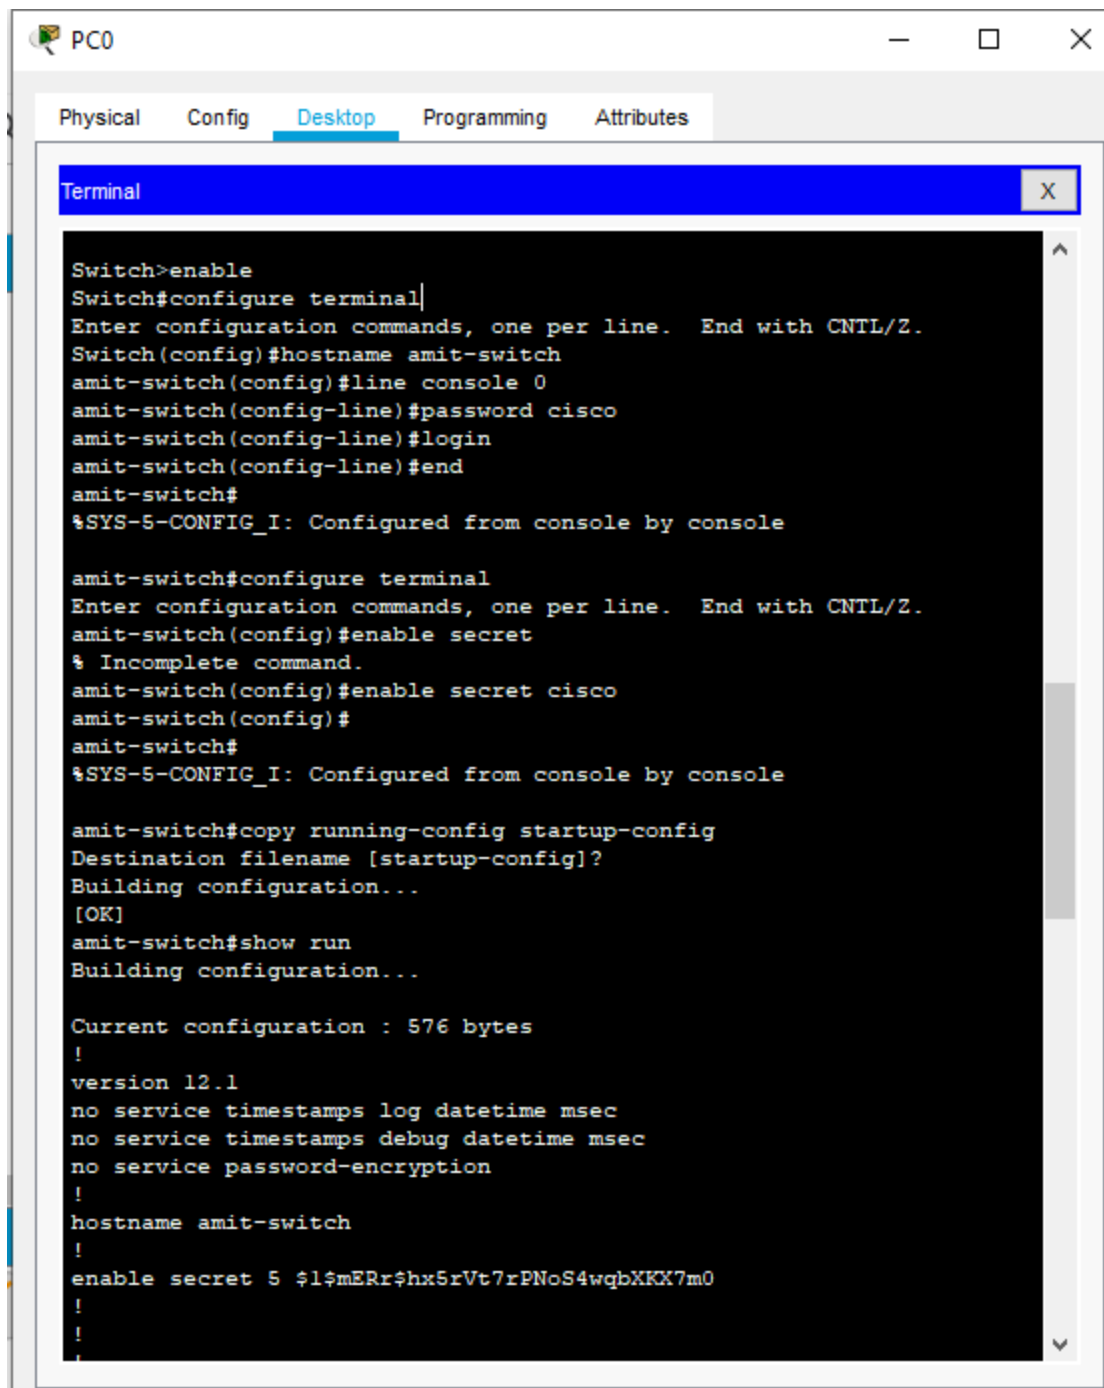 PC0
Physical Config Desktop Programming Attributes
Terminal X
Switch>enable
Switch#configure terminal
Enter configuration commands, one per line.  End with CNTL/Z.
Switch(config)#hostname amit-switch
amit-switch(config)#line console 0
amit-switch(config-line)#password cisco
amit-switch(config-line)#login
amit-switch(config-line)#end
amit-switch#
%SYS-5-CONFIG_I: Configured from console by console
amit-switch#configure terminal
Enter configuration commands, one per line.  End with CNTL/Z.
amit-switch(config)#enable secret
% Incomplete command.
amit-switch(config)#enable secret cisco
amit-switch(config)#
amit-switch#
%SYS-5-CONFIG_I: Configured from console by console
amit-switch#copy running-config startup-config
Destination filename [startup-config]?
Building configuration...
[OK]
amit-switch#show run
Building configuration...
Current configuration : 576 bytes
!
version 12.1
no service timestamps log datetime msec
no service timestamps debug datetime msec
no service password-encryption
!
hostname amit-switch
!
enable secret 5 $1$mERr$hx5rVt7rPNoS4wqbXKX7m0
!
!
!